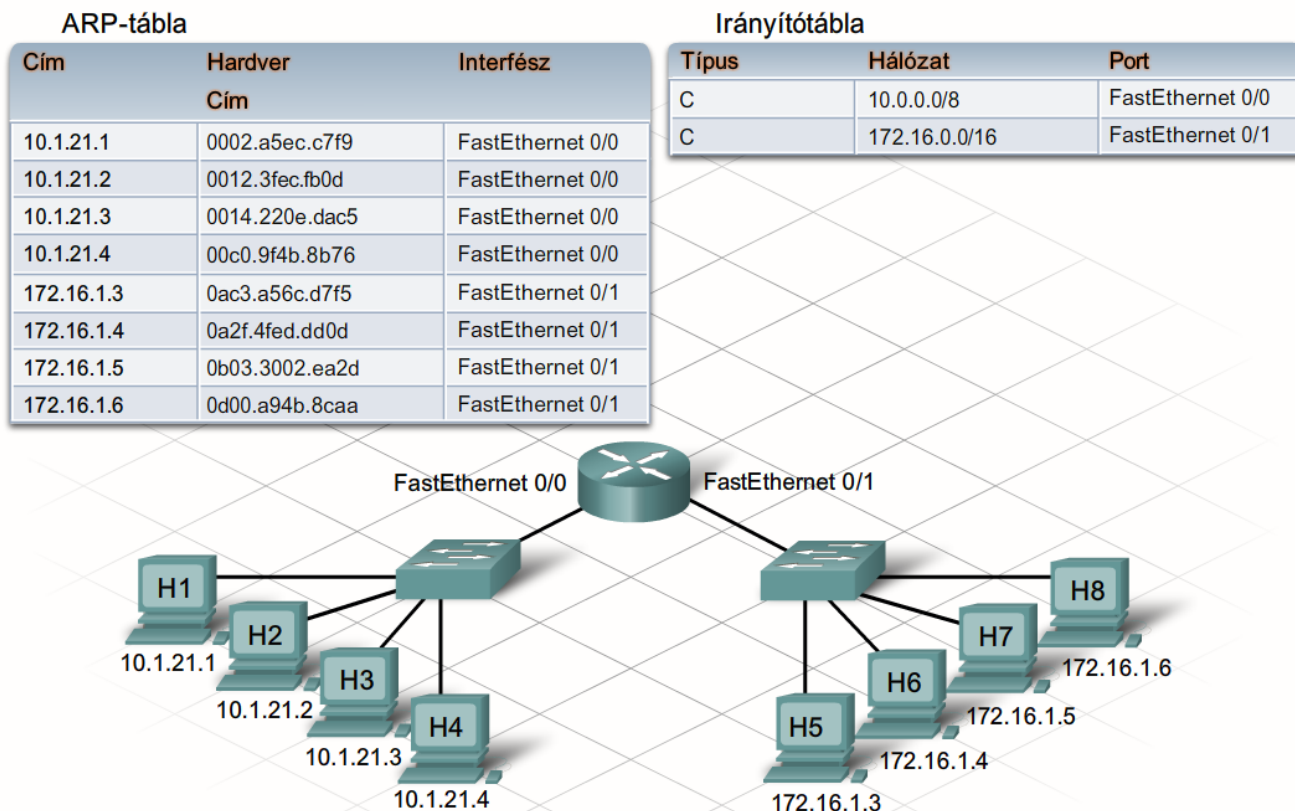 ARP-tábla
Cím Hardver Cím Interfész
10.1.21.1 0002.a5ec.c7f9 FastEthernet 0/0
10.1.21.2 0012.3fec.fb0d FastEthernet 0/0
10.1.21.3 0014.220e.dac5 FastEthernet 0/0
10.1.21.4 00c0.9f4b.8b76 FastEthernet 0/0
172.16.1.3 0ac3.a56c.d7f5 FastEthernet 0/1
172.16.1.4 0a2f.4fed.dd0d FastEthernet 0/1
172.16.1.5 0b03.3002.ea2d FastEthernet 0/1
172.16.1.6 0d00.a94b.8caa FastEthernet 0/1
Irányítótábla
Típus Hálózat Port
C 10.0.0.0/8 FastEthernet 0/0
C 172.16.0.0/16 FastEthernet 0/1
FastEthernet 0/0
FastEthernet 0/1
H1
10.1.21.1
H2
10.1.21.2
H3
10.1.21.3
H4
10.1.21.4
H5
172.16.1.3
H6
172.16.1.4
H7
172.16.1.5
H8
172.16.1.6